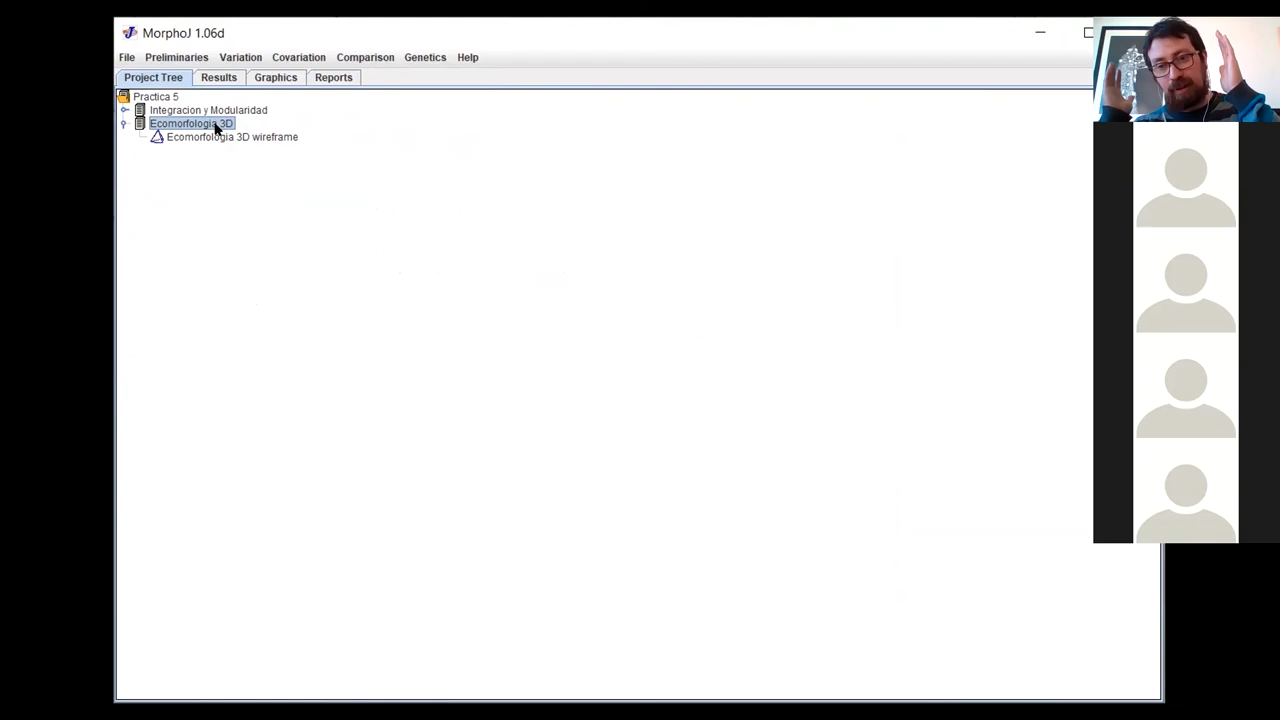 MorphoJ 1.06d
File Preliminaries Variation Covariation Comparison Genetics Help
Project Tree Results Graphics Reports
Practica 5
Integracion y Modularidad
Ecomorfologia 3D
Ecomorfologia 3D wireframe